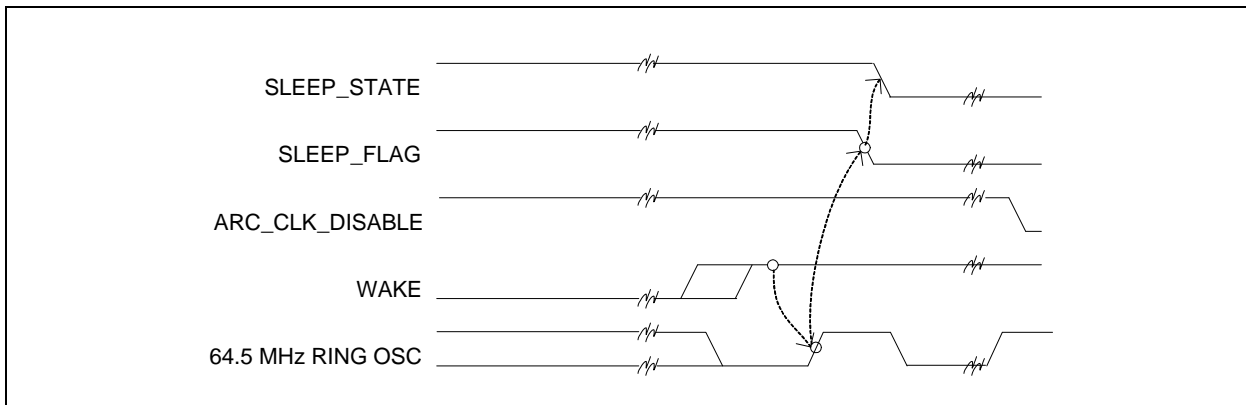 SLEEP_STATE
SLEEP_FLAG
ARC_CLK_DISABLE
WAKE
64.5 MHz RING OSC